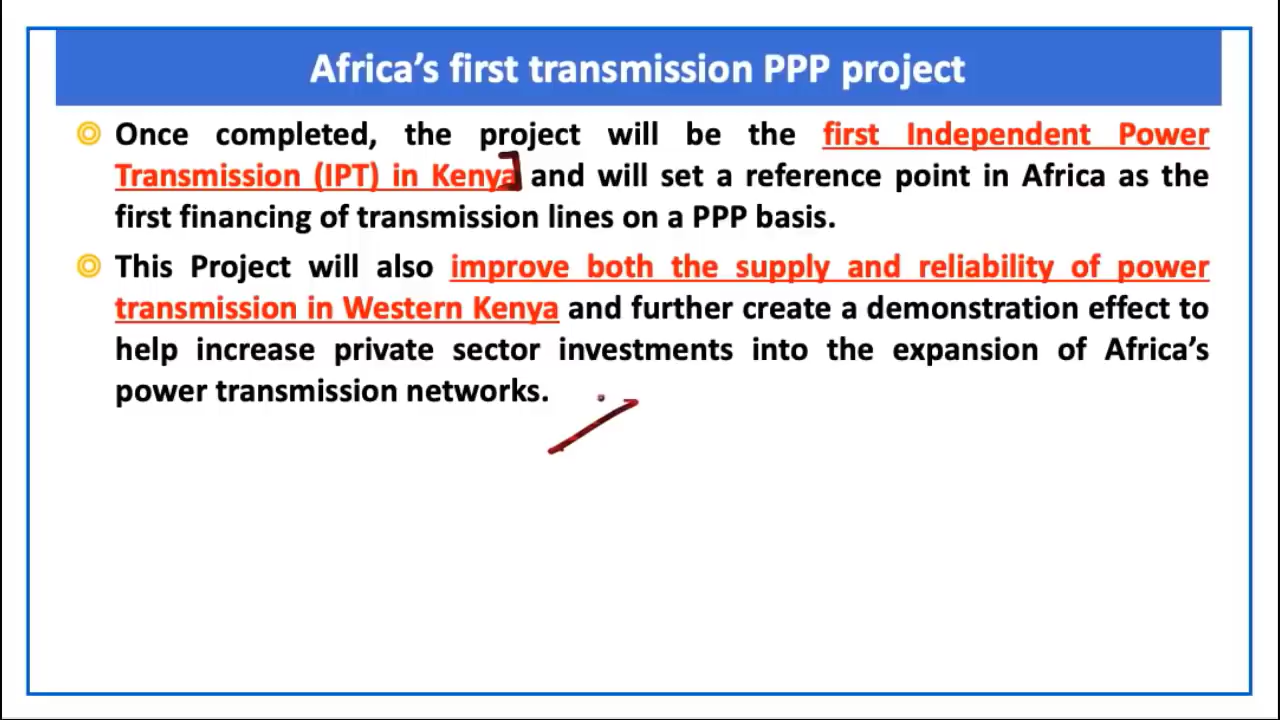 Africa’s first transmission PPP project
Once completed, the project will be the first Independent Power
Transmission (IPT) in Kenya and will set a reference point in Africa as the
first financing of transmission lines on a PPP basis.
This Project will also improve both the supply and reliability of power
transmission in Western Kenya and further create a demonstration effect to
help increase private sector investments into the expansion of Africa’s
power transmission networks.